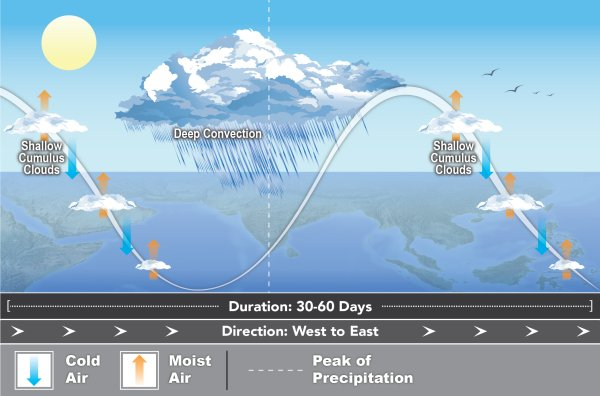 Deep Convection
Shallow
Cumulus
Clouds
Shallow
Cumulus
Clouds
Duration: 30-60 Days
Direction: West to East
Cold
Air
Moist
Air
Peak of
Precipitation